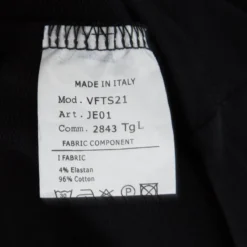 MADE IN ITALY
Mod. VFTS21
Art. JE01
Comm. 2843 TgL
FABRIC COMPONENT
I FABRIC
4% Elastan
96% Cotton